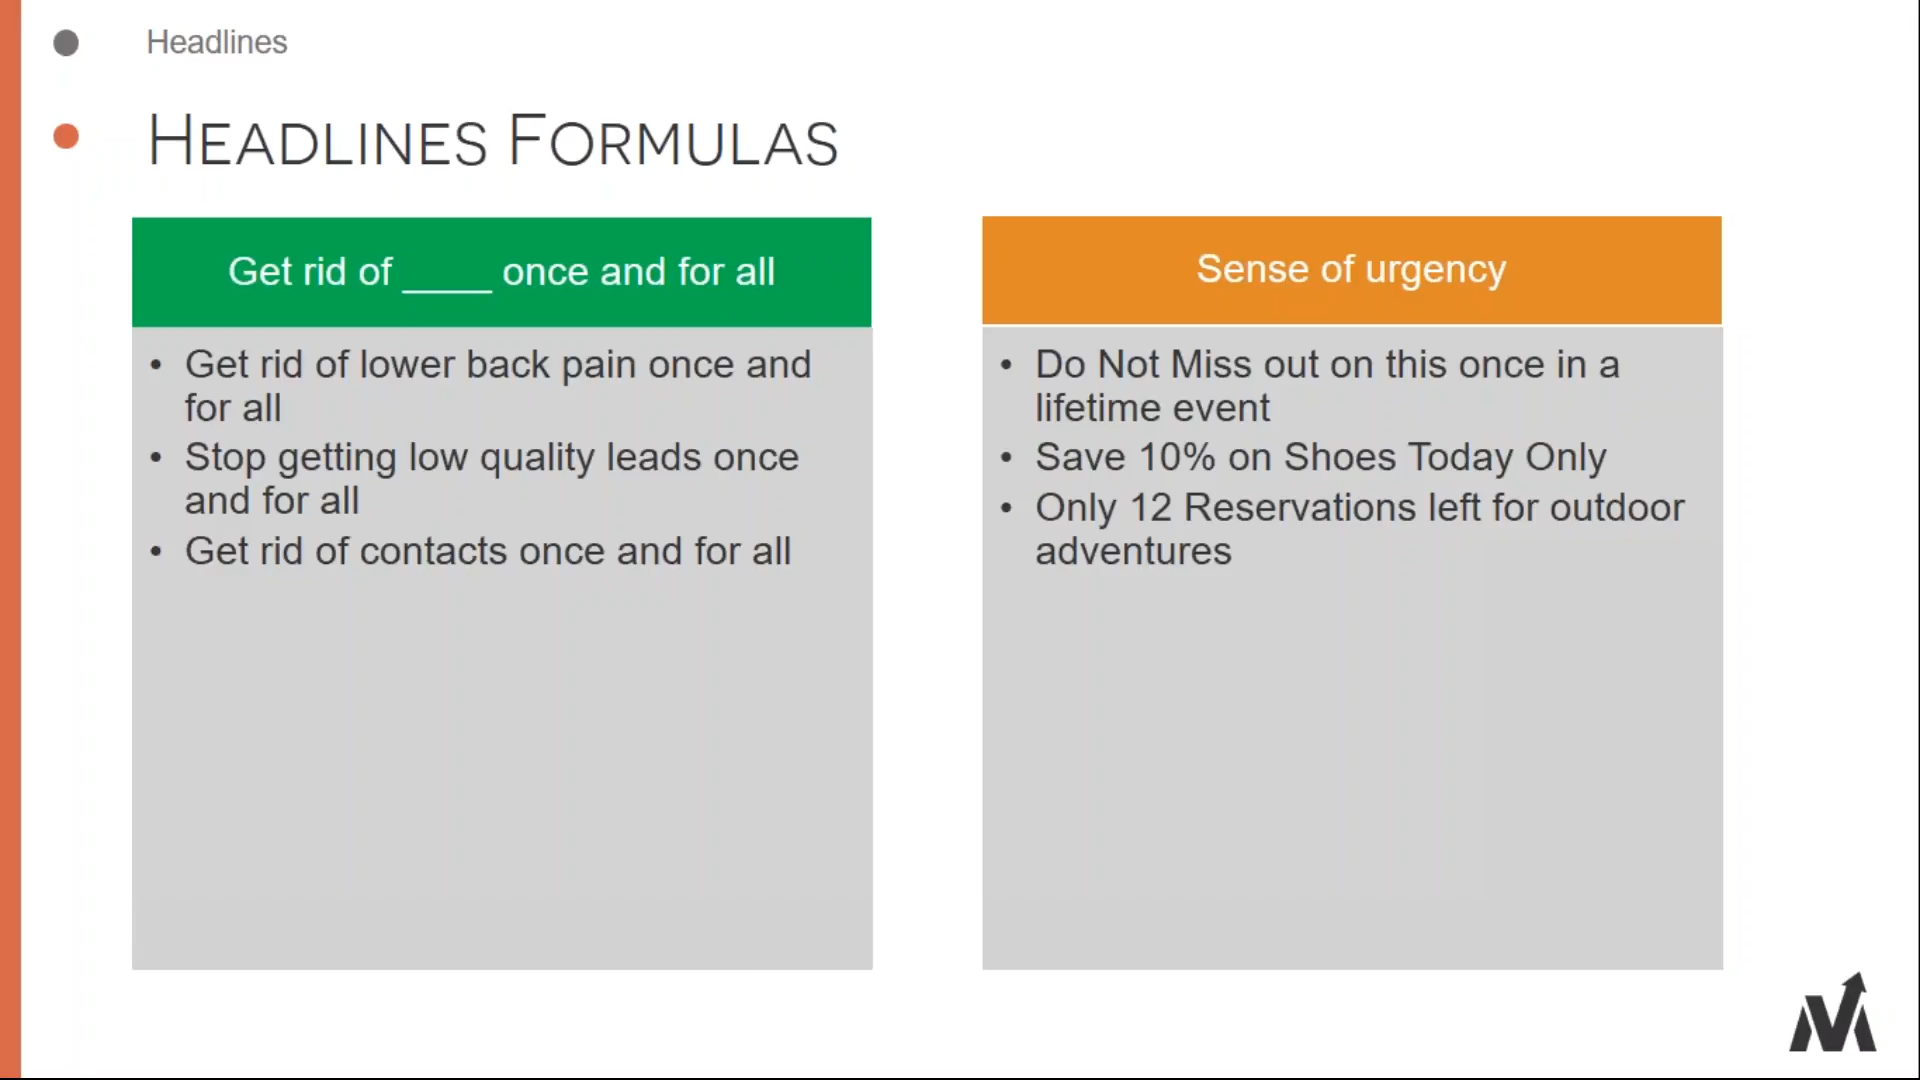 Headlines
HEADLINES FORMULAS
Get rid of ____ once and for all
• Get rid of lower back pain once and
for all
• Stop getting low quality leads once
and for all
• Get rid of contacts once and for all
Sense of urgency
• Do Not Miss out on this once in a
lifetime event
• Save 10% on Shoes Today Only
• Only 12 Reservations left for outdoor
adventures